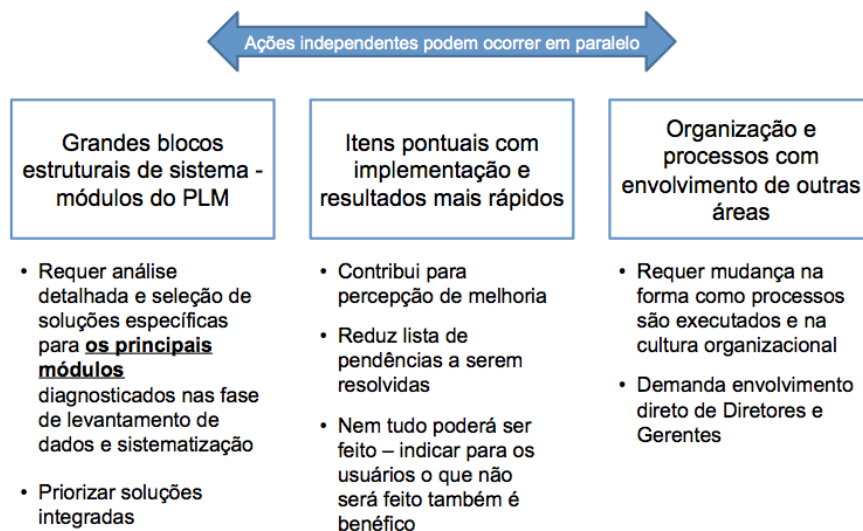 Ações independentes podem ocorrer em paralelo
Grandes blocos
estruturais de sistema -
módulos do PLM
• Requer análise
detalhada e seleção de
soluções específicas
para os principais
módulos
diagnosticados nas fase
de levantamento de
dados e sistematização
• Priorizar soluções
integradas
Itens pontuais com
implementação e
resultados mais rápidos
• Contribui para
percepção de melhoria
• Reduz lista de
pendências a serem
resolvidas
• Nem tudo poderá ser
feito – indicar para os
usuários o que não
será feito também é
benéfico
Organização e
processos com
envolvimento de outras
áreas
• Requer mudança na
forma como processos
são executados e na
cultura organizacional
• Demanda envolvimento
direto de Diretores e
Gerentes